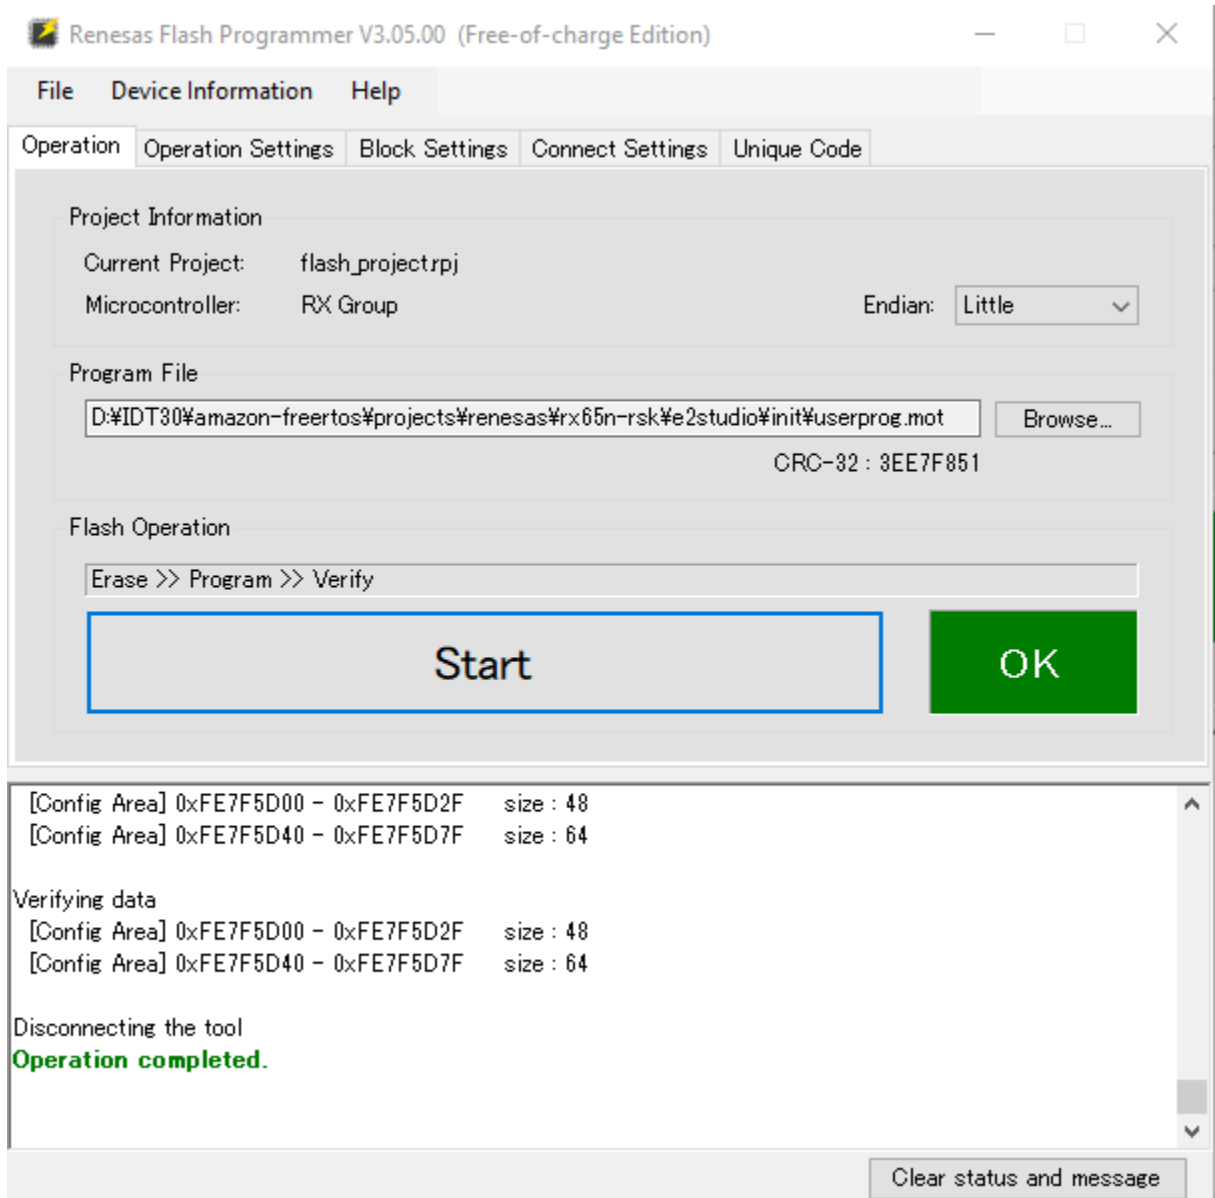 Renesas Flash Programmer V3.05.00 (Free-of-charge Edition)
File Device Information Help
Operation Operation Settings Block Settings Connect Settings Unique Code
Project Information
Current Project: flash_project.rpj
Microcontroller: RX Group Endian: Little
Program File
D:¥IDT30¥amazon-freertos¥projects¥renesas¥rx65n-rsk¥e2studio¥init¥userprog.mot Browse...
CRC-32 : 3EE7F851
Flash Operation
Erase >> Program >> Verify
Start OK
[Config Area] 0xFE7F5D00 - 0xFE7F5D2F size : 48
[Config Area] 0xFE7F5D40 - 0xFE7F5D7F size : 64
Verifying data
[Config Area] 0xFE7F5D00 - 0xFE7F5D2F size : 48
[Config Area] 0xFE7F5D40 - 0xFE7F5D7F size : 64
Disconnecting the tool
Operation completed.
Clear status and message